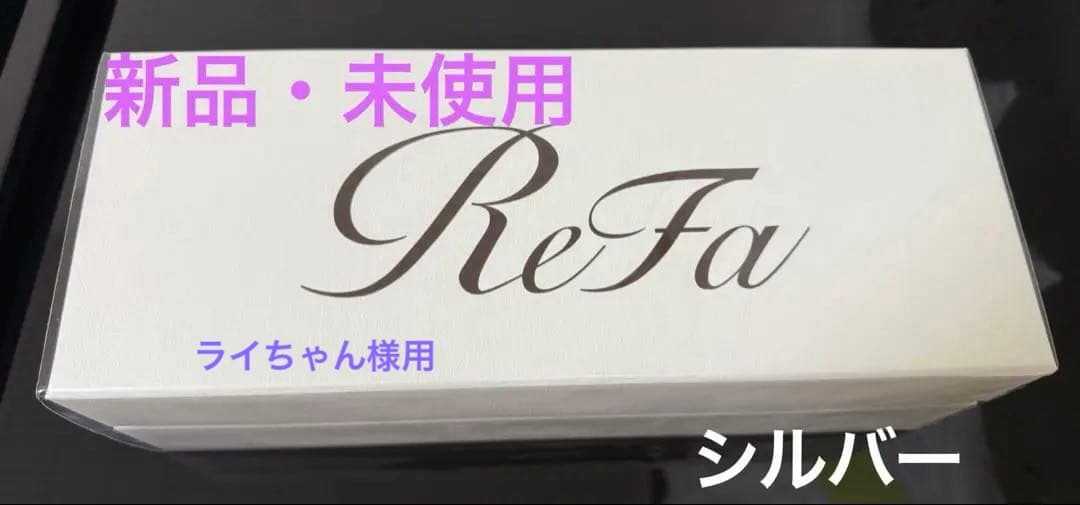 新品・未使用
ReFa
ライちゃん様用
シルバー